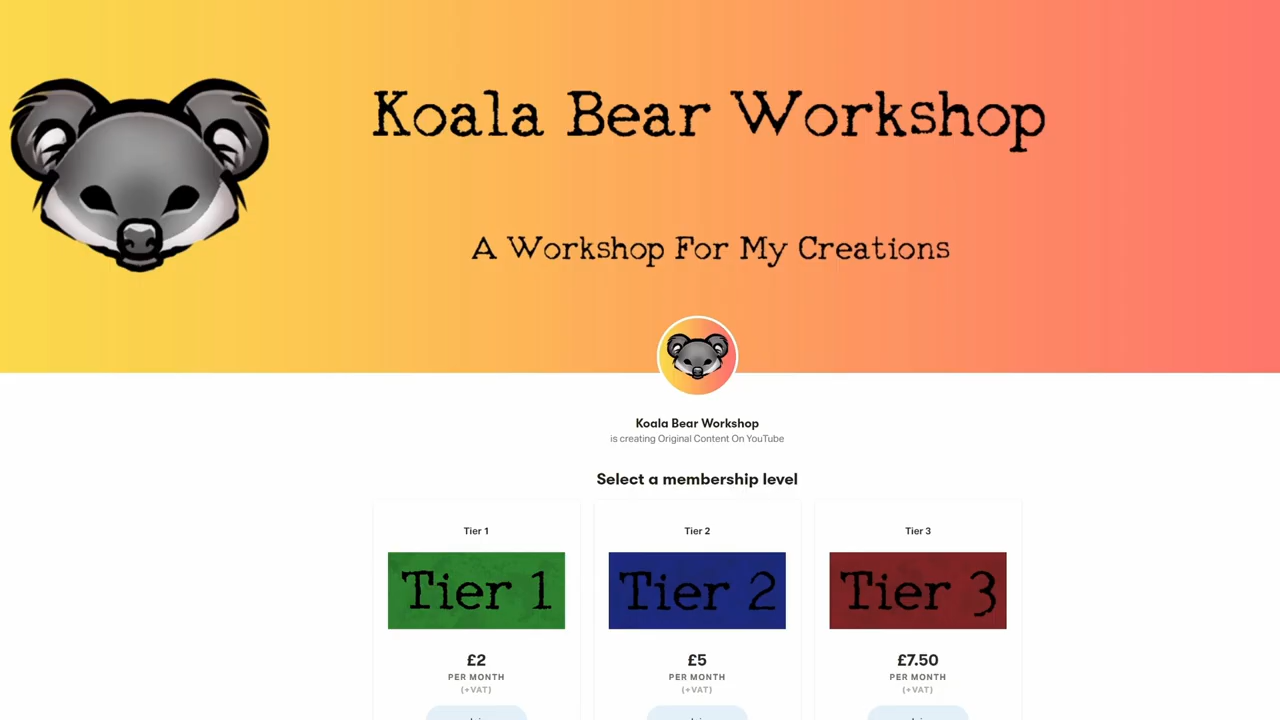 Koala Bear Workshop
A Workshop For My Creations
Koala Bear Workshop
is creating Original Content On YouTube
Select a membership level
Tier 1
Tier 2
Tier 3
Tier 1
Tier 2
Tier 3
£2
£5
£7.50
PER MONTH
PER MONTH
PER MONTH
(+VAT)
(+VAT)
(+VAT)